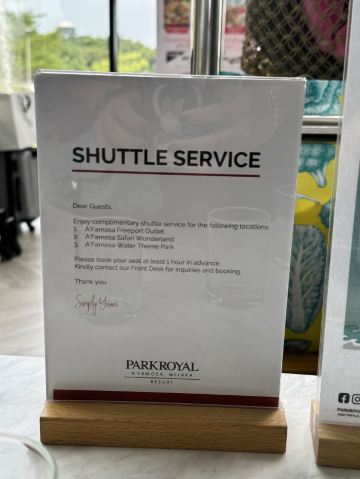 SHUTTLE SERVICE
Dear Guests,
Enjoy complimentary shuttle service for the following locations:
1. A'Famosa Freeport Outlet
2. A'Famosa Safari Wonderland
3. A'Famosa Water Theme Park
Please book your seat at least 1 hour in advance.
Kindly contact our Front Desk for inquiries and booking.
Thank you
Simply Yours
PARKROYAL
A'FAMOSA, MELAKA
RESORT
PARKROYAL